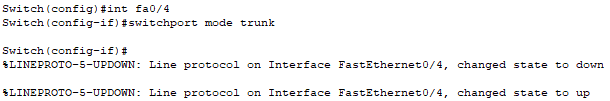 Switch(config)#int fa0/4
Switch(config-if)#switchport mode trunk
Switch(config-if)#
%LINEPROTO-5-UPDOWN: Line protocol on Interface FastEthernet0/4, changed state to down
%LINEPROTO-5-UPDOWN: Line protocol on Interface FastEthernet0/4, changed state to up